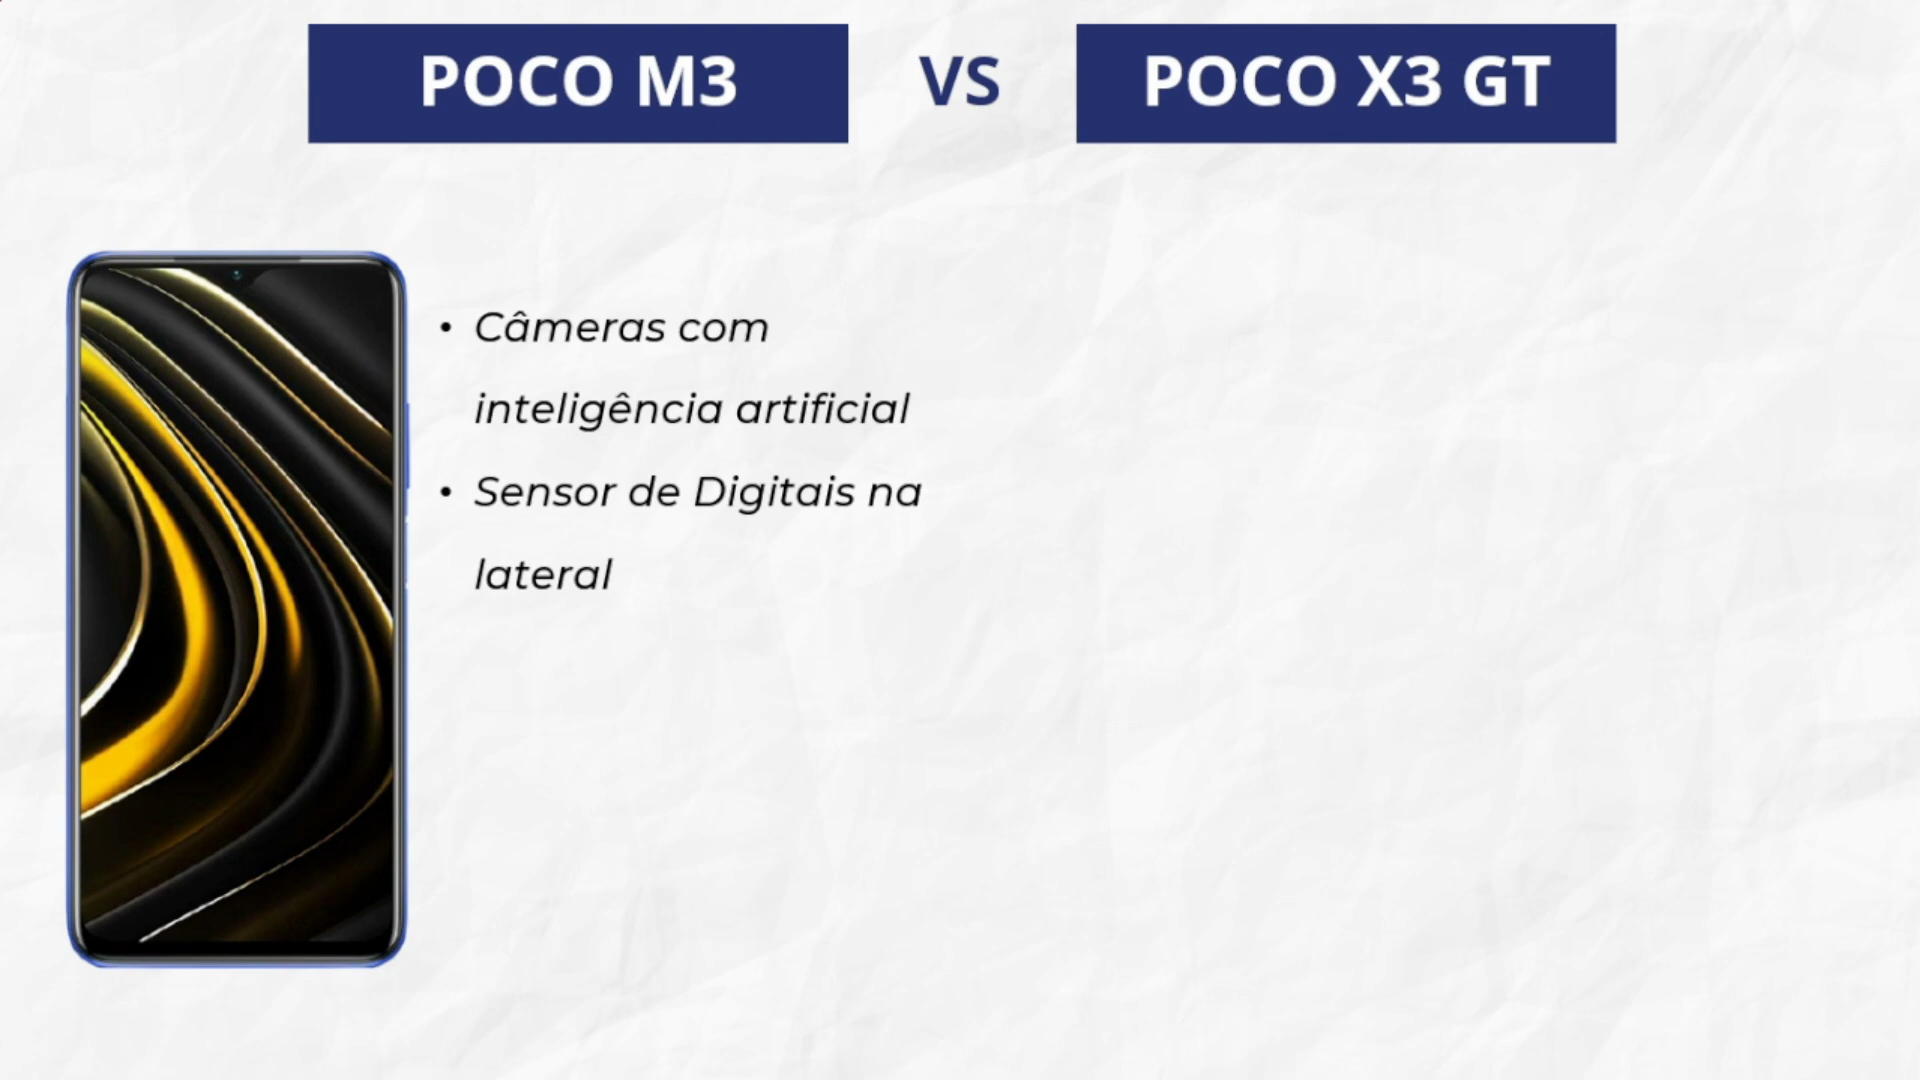 POCO M3 VS POCO X3 GT
• Câmeras com
inteligência artificial
• Sensor de Digitais na
lateral